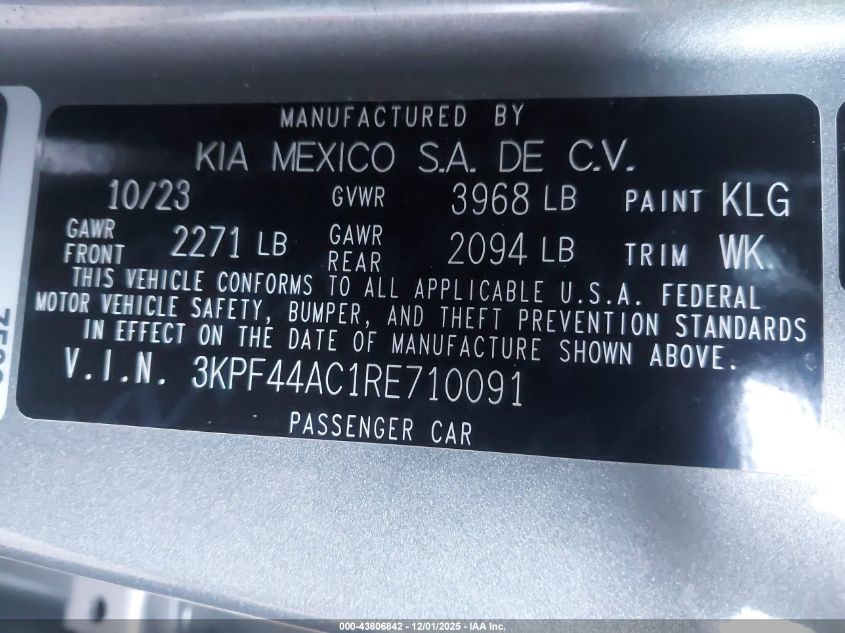 MANUFACTURED BY
KIA MEXICO S.A. DE C.V.
10/23 GVWR 3968 LB PAINT KLG
GAWR FRONT 2271 LB GAWR REAR 2094 LB TRIM WK.
THIS VEHICLE CONFORMS TO ALL APPLICABLE U.S.A. FEDERAL
MOTOR VEHICLE SAFETY, BUMPER, AND THEFT PREVENTION STANDARDS
IN EFFECT ON THE DATE OF MANUFACTURE SHOWN ABOVE.
V.I.N. 3KPF44AC1RE710091
PASSENGER CAR
000-43806842 / 12/01/2025 - IAA Inc.